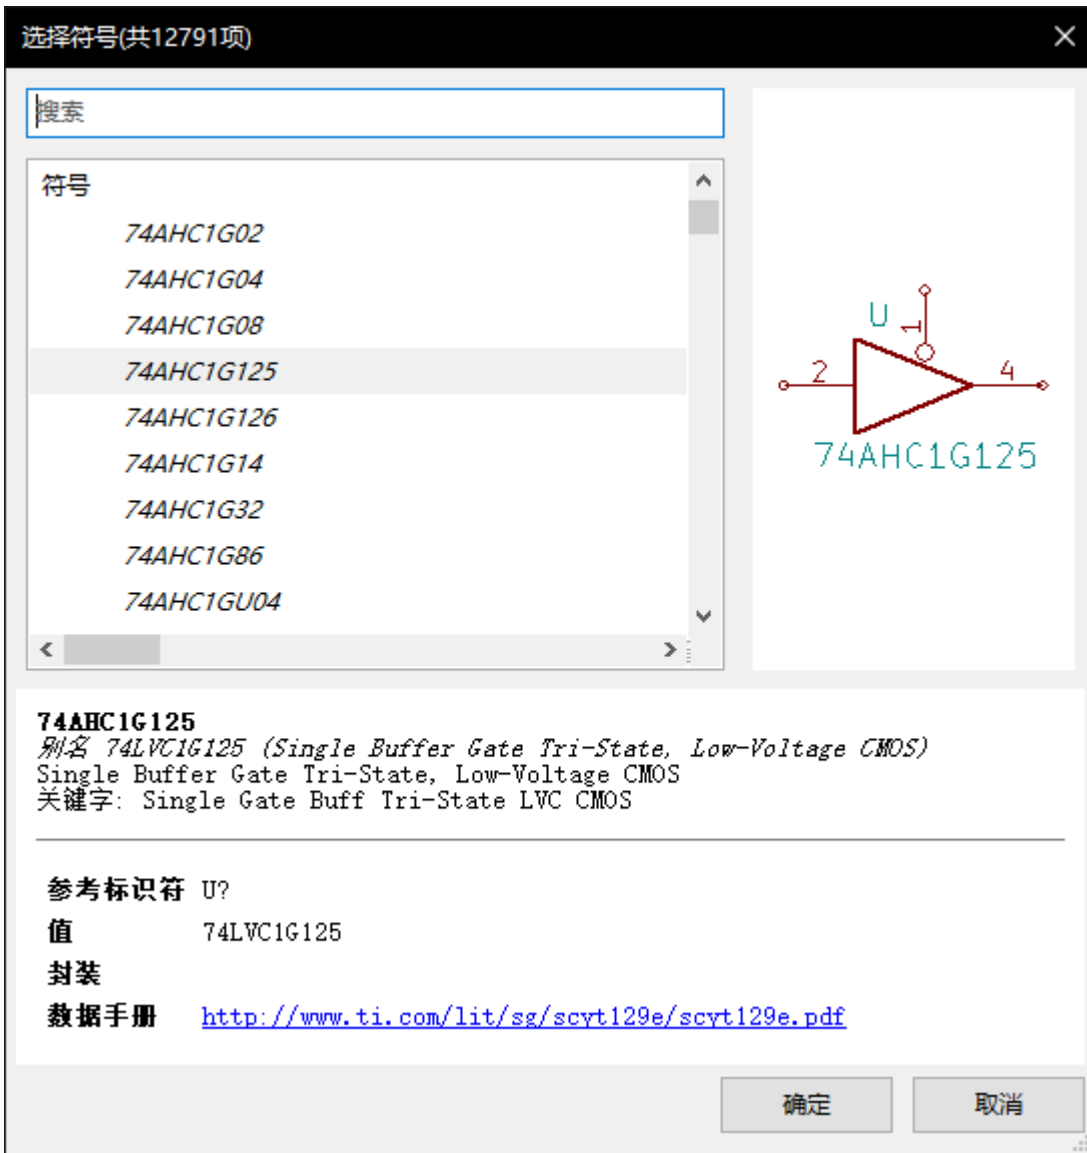 选择符号(共12791项)
搜索
符号
74AHC1G02
74AHC1G04
74AHC1G08
74AHC1G125
74AHC1G126
74AHC1G14
74AHC1G32
74AHC1G86
74AHC1GU04
U
1
2
4
74AHC1G125
74AHC1G125
别名 74LVC1G125 (Single Buffer Gate Tri-State, Low-Voltage CMOS)
Single Buffer Gate Tri-State, Low-Voltage CMOS
关键字: Single Gate Buff Tri-State LVC CMOS
参考标识符 U?
值 74LVC1G125
封装
数据手册 http://www.ti.com/lit/sg/scyt129e/scyt129e.pdf
确定 取消